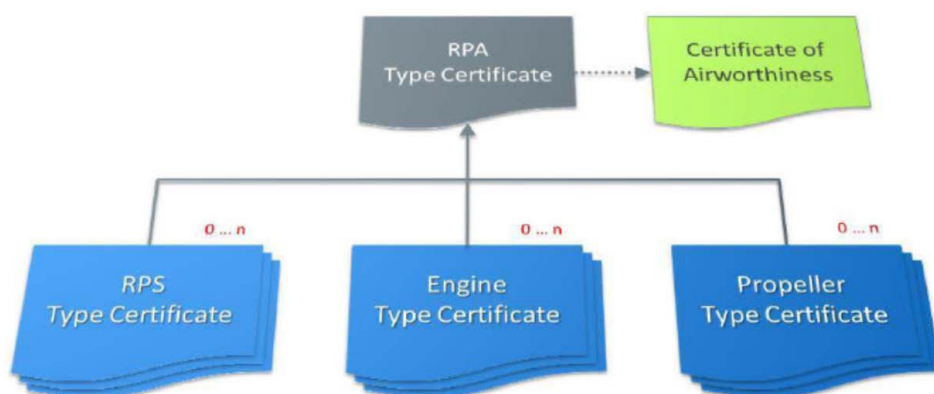 RPA
Type Certificate
Certificate of
Airworthiness
0 ... n
0 ... n
0 ... n
RPS
Type Certificate
Engine
Type Certificate
Propeller
Type Certificate